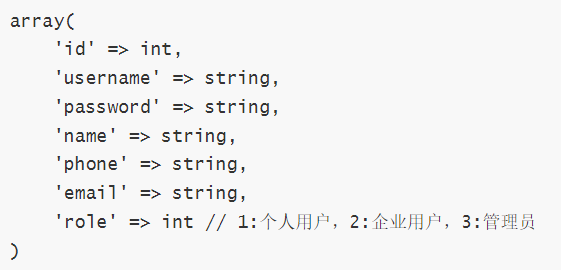 array(
    'id' => int,
    'username' => string,
    'password' => string,
    'name' => string,
    'phone' => string,
    'email' => string,
    'role' => int // 1:个人用户，2:企业用户，3:管理员
)